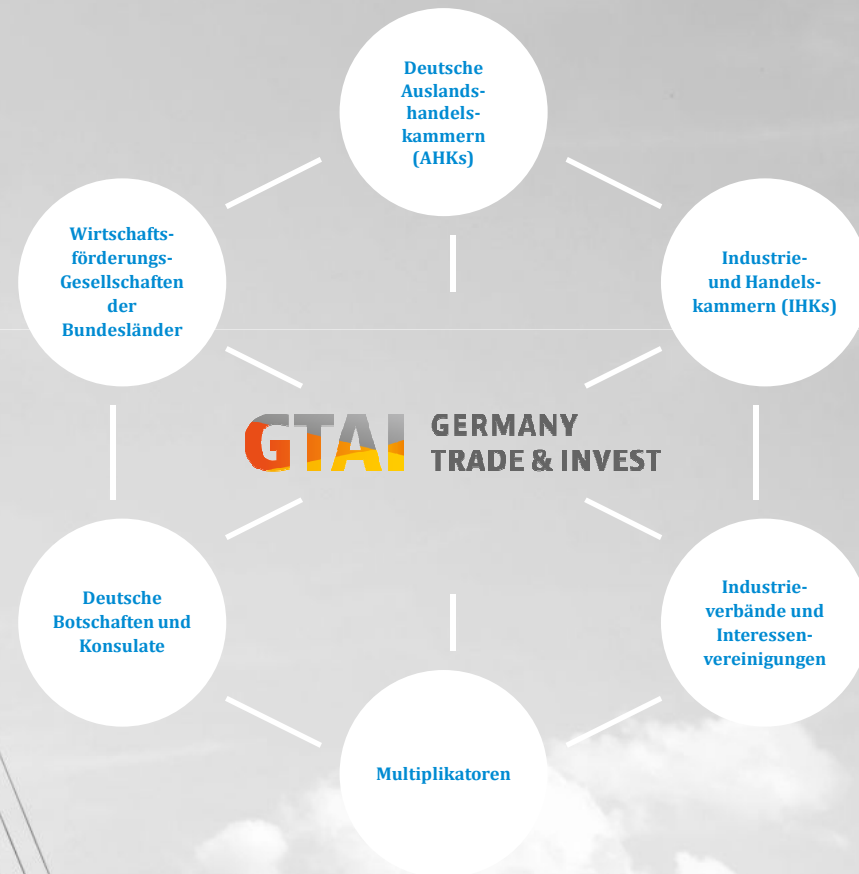 Deutsche
Auslands-
handels-
kammern
(AHKs)
Wirtschafts-
förderungs-
Gesellschaften
der
Bundesländer
Industrie-
und Handels-
kammern (IHKs)
GTAI
GERMANY
TRADE & INVEST
Deutsche
Botschaften und
Konsulate
Industrie-
verbände und
Interessen-
vereinigungen
Multiplikatoren